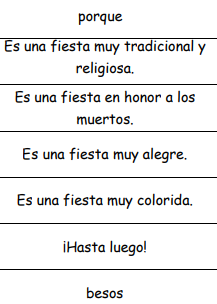 porque
Es una fiesta muy tradicional y
religiosa.
Es una fiesta en honor a los
muertos.
Es una fiesta muy alegre.
Es una fiesta muy colorida.
¡Hasta luego!
besos